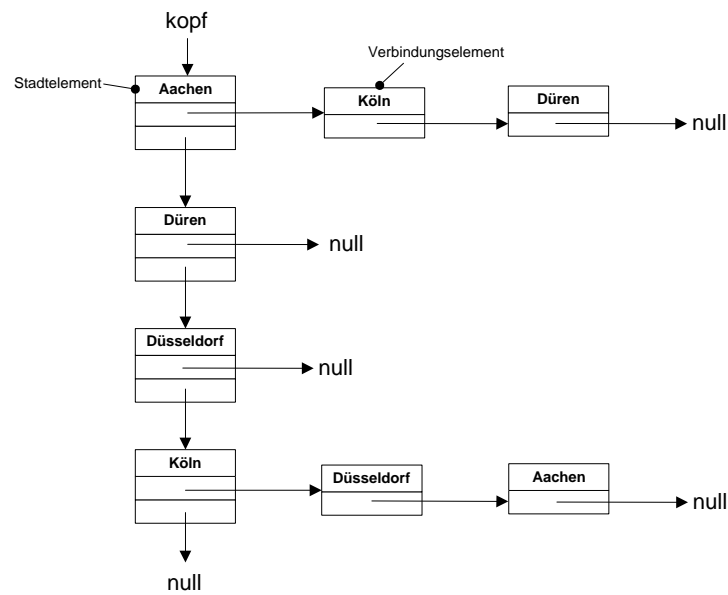 kopf
Verbindungselement
Stadtelement
Aachen
Köln
Düren
null
Düren
null
Düsseldorf
null
Köln
Düsseldorf
Aachen
null
null